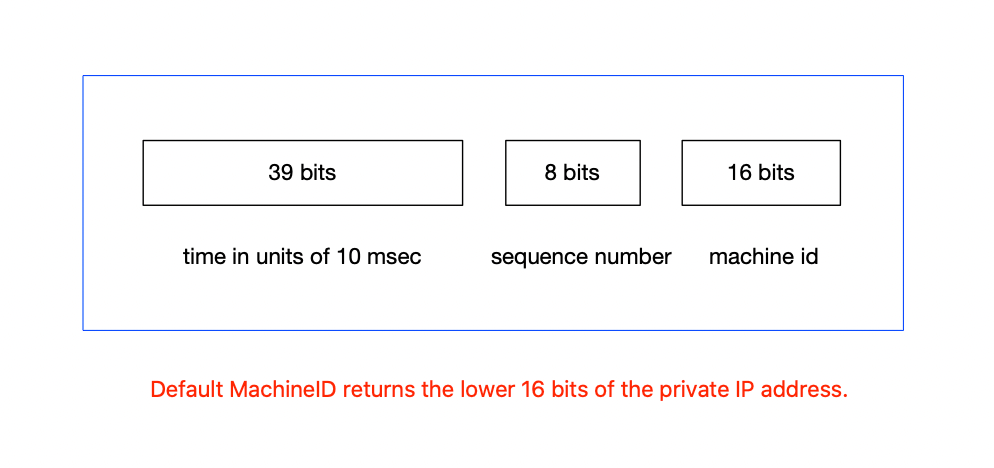 39 bits
8 bits
16 bits
time in units of 10 msec
sequence number
machine id
Default MachineID returns the lower 16 bits of the private IP address.